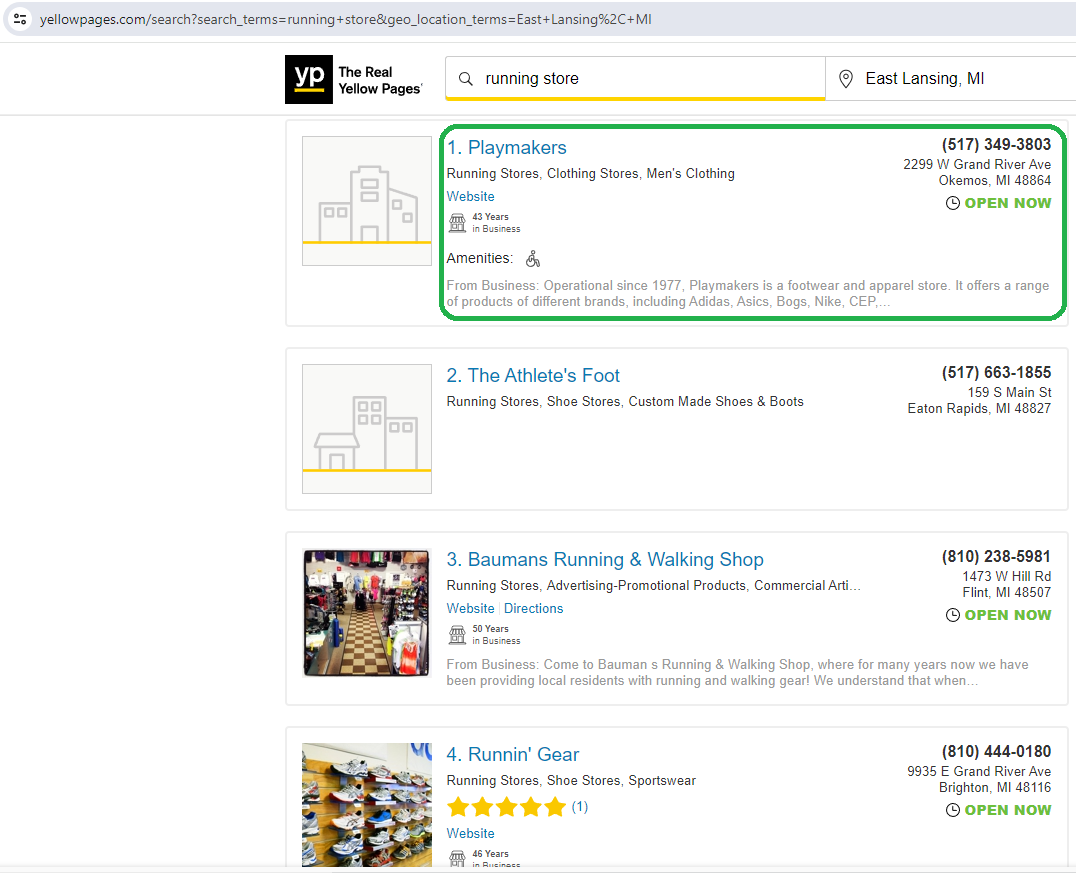 yellowpages.com/search?search_terms=running+store&geo_location_terms=East+Lansing%2C+MI
yp The Real Yellow Pages®
running store
East Lansing, MI
1. Playmakers
Running Stores, Clothing Stores, Men's Clothing
Website
43 Years
in Business
Amenities:
From Business: Operational since 1977, Playmakers is a footwear and apparel store. It offers a range
of products of different brands, including Adidas, Asics, Bogs, Nike, CEP,...
(517) 349-3803
2299 W Grand River Ave
Okemos, MI 48864
OPEN NOW
2. The Athlete's Foot
Running Stores, Shoe Stores, Custom Made Shoes & Boots
(517) 663-1855
159 S Main St
Eaton Rapids, MI 48827
3. Baumans Running & Walking Shop
Running Stores, Advertising-Promotional Products, Commercial Arti...
Website Directions
50 Years
in Business
From Business: Come to Bauman s Running & Walking Shop, where for many years now we have
been providing local residents with running and walking gear! We understand that when...
(810) 238-5981
1473 W Hill Rd
Flint, MI 48507
OPEN NOW
4. Runnin' Gear
Running Stores, Shoe Stores, Sportswear
(1)
Website
46 Years
in Business
(810) 444-0180
9935 E Grand River Ave
Brighton, MI 48116
OPEN NOW